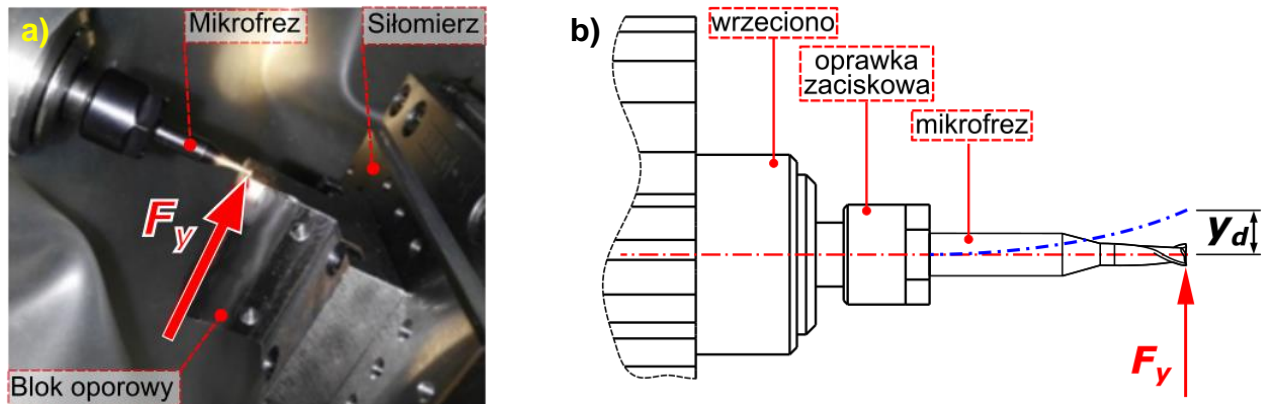 a)
Mikrofrez
Siłomierz
Fy
Blok oporowy
b)
wrzeciono
oprawka
zaciskowa
mikrofrez
yd
Fy